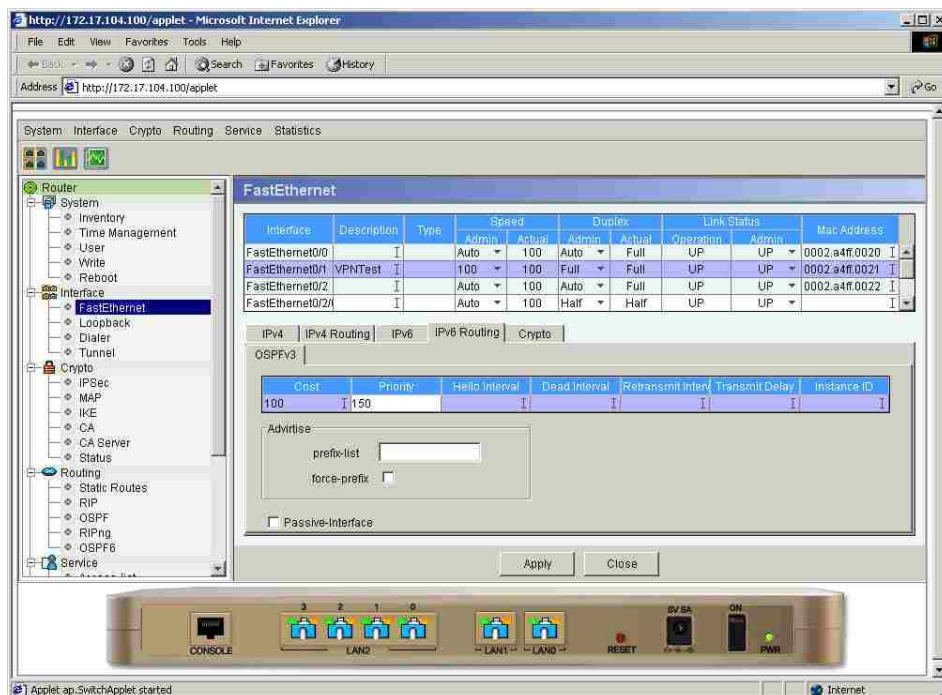 http://172.17.104.100/applet - Microsoft Internet Explorer
File Edit View Favorites Tools Help
Back Search Favorites History
Address http://172.17.104.100/applet Go
System Interface Crypto Routing Service Statistics
Router
System
Inventory
Time Management
User
Write
Reboot
Interface
FastEthernet
Loopback
Dialer
Tunnel
Crypto
IPSec
MAP
IKE
CA
CA Server
Status
Routing
Static Routes
RIP
OSPF
RIPng
OSPF6
Service
FastEthernet
Interface Description Type Speed Duplex Link Status Mac Address
Admin Actual Admin Actual Operation Admin
FastEthernet0/0 Auto 100 Auto Full UP UP 0002.a4ff.0020
FastEthernet0/1 VPNTest 100 100 Full Full UP UP 0002.a4ff.0021
FastEthernet0/2 Auto 100 Auto Full UP UP 0002.a4ff.0022
FastEthernet0/2/ Auto 100 Half Half UP UP
IPv4 IPv4 Routing IPv6 IPv6 Routing Crypto
OSPFv3
Cost Priority Hello Interval Dead Interval Retransmit Interv Transmit Delay Instance ID
100 150
Advirtise
prefix-list
force-prefix
Passive-Interface
Apply Close
3 2 1 0
CONSOLE LAN2 LAN1 LAN0 RESET 5V 5A ON PWR
Applet ap.SwitchApplet started Internet